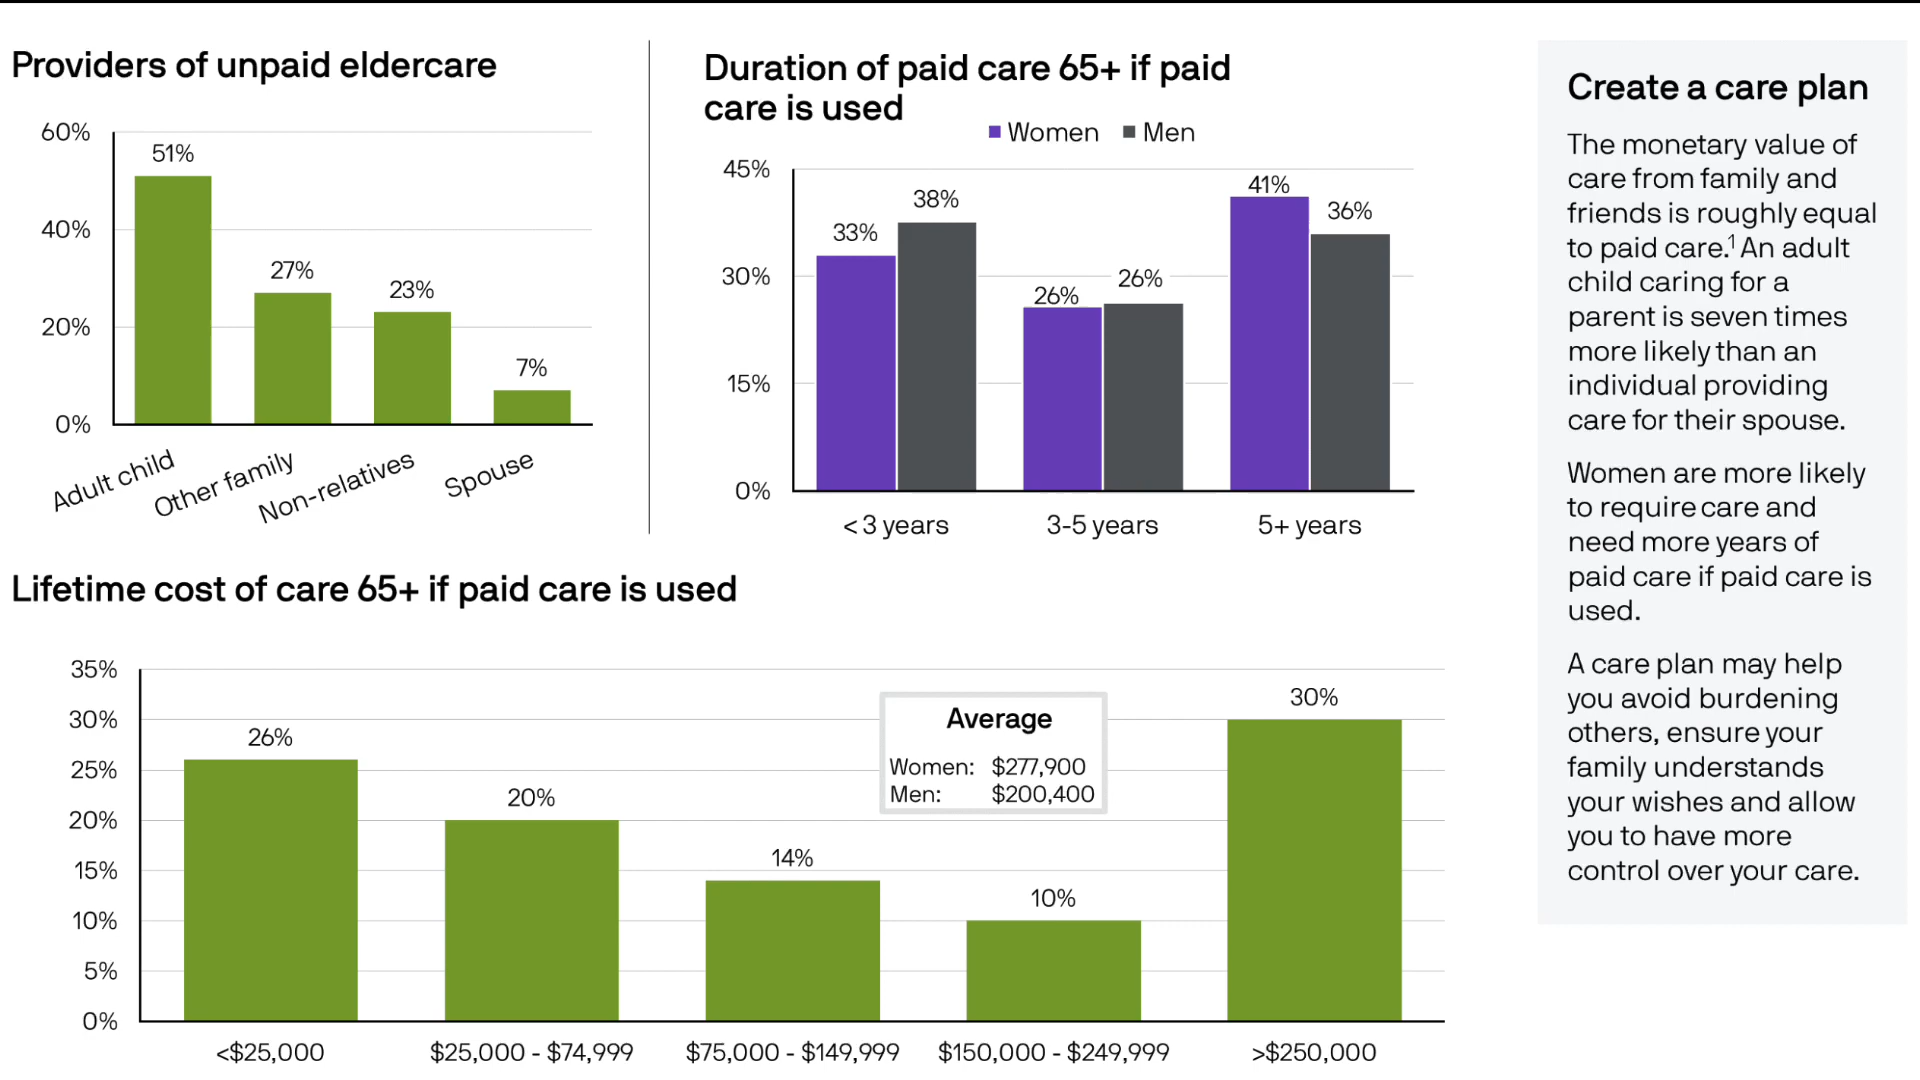 Providers of unpaid eldercare
60%
40%
20%
0%
51%
27%
23%
7%
Adult child
Other family
Non-relatives
Spouse
Duration of paid care 65+ if paid
care is used
Women Men
45%
30%
15%
0%
33%
38%
26%
26%
41%
36%
< 3 years
3-5 years
5+ years
Lifetime cost of care 65+ if paid care is used
35%
30%
25%
20%
15%
10%
5%
0%
26%
20%
14%
10%
30%
Average
Women: $277,900
Men: $200,400
<$25,000
$25,000 - $74,999
$75,000 - $149,999
$150,000 - $249,999
>$250,000
Create a care plan
The monetary value of
care from family and
friends is roughly equal
to paid care.¹ An adult
child caring for a
parent is seven times
more likely than an
individual providing
care for their spouse.
Women are more likely
to require care and
need more years of
paid care if paid care is
used.
A care plan may help
you avoid burdening
others, ensure your
family understands
your wishes and allow
you to have more
control over your care.